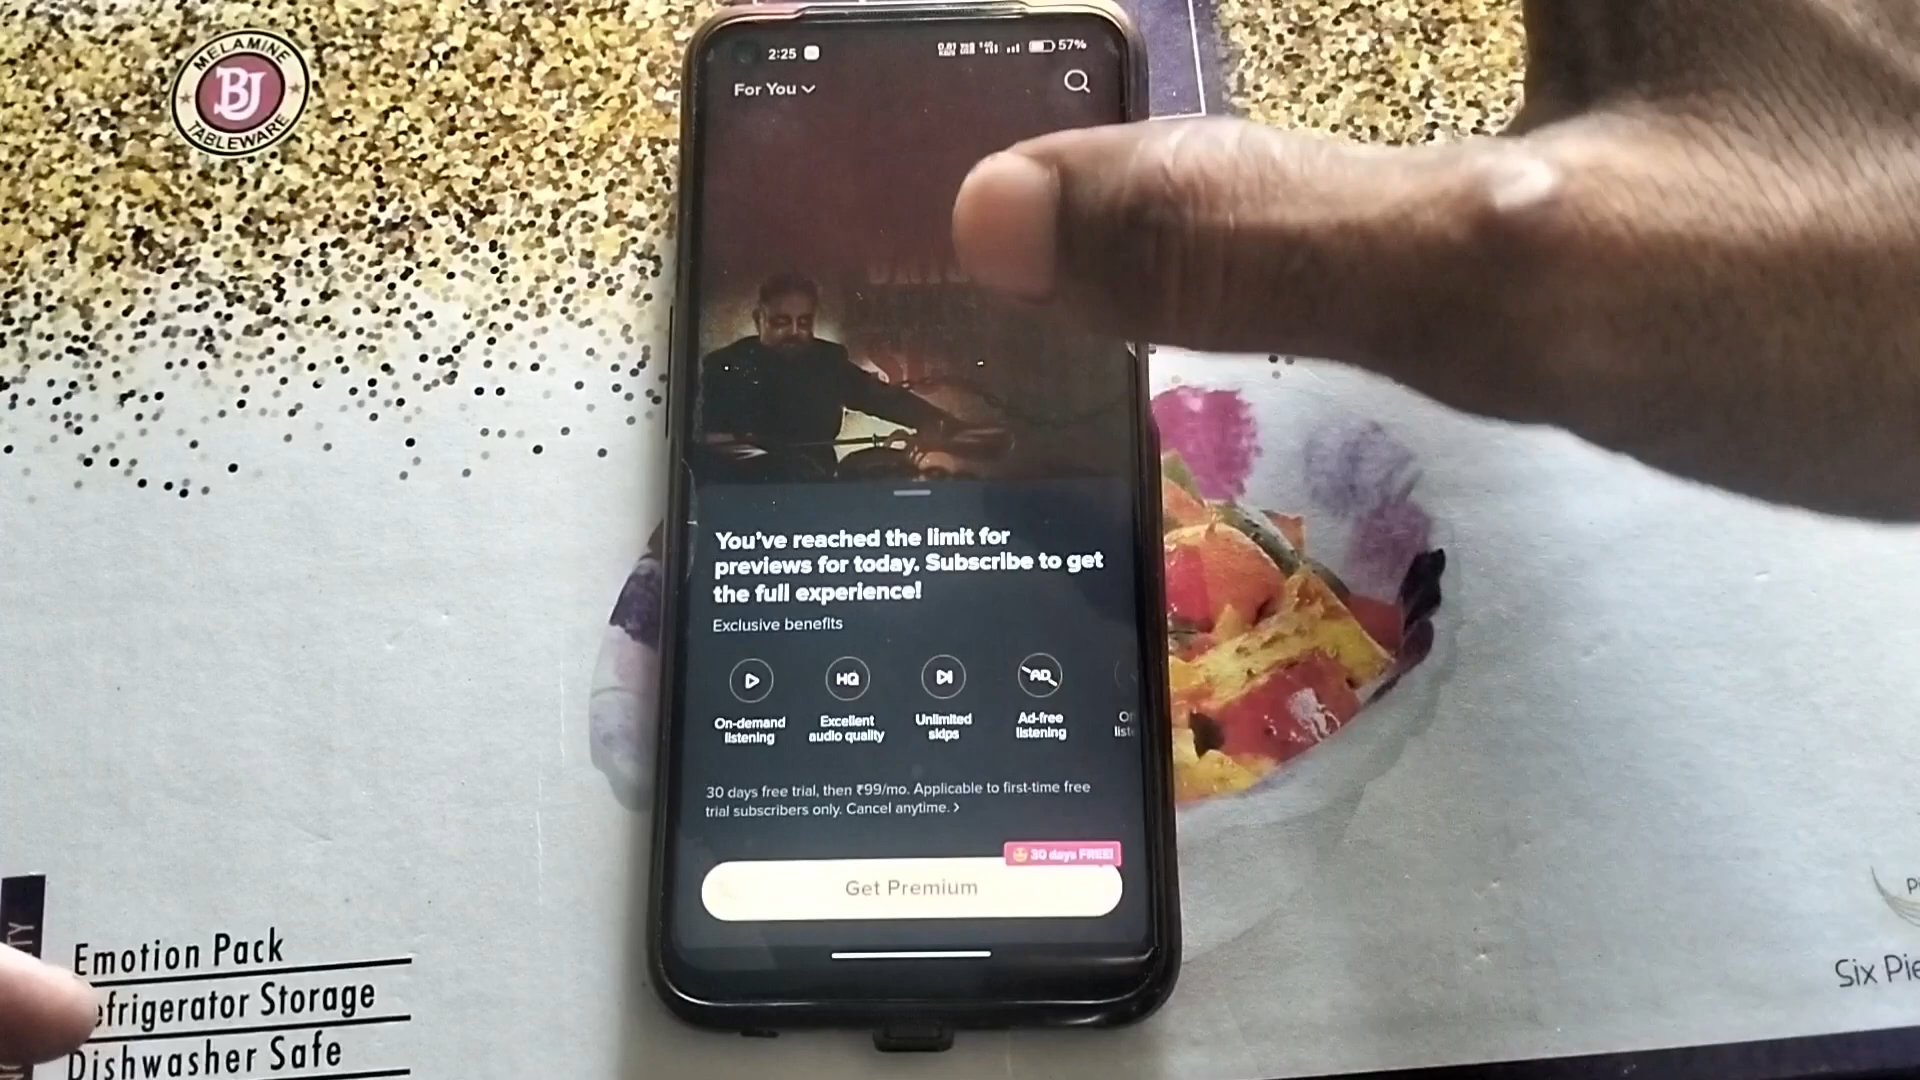 MELAMINE
BJ
TABLEWARE
2:25
57%
For You
You've reached the limit for
previews for today. Subscribe to get
the full experience!
Exclusive benefits
HQ
AD
On-demand
listening
Excellent
audio quality
Unlimited
skips
Ad-free
listening
30 days free trial, then ₹99/mo. Applicable to first-time free
trial subscribers only. Cancel anytime. >
30 days FREE!
Get Premium
Emotion Pack
efrigerator Storage
Dishwasher Safe
TY
Six Pie